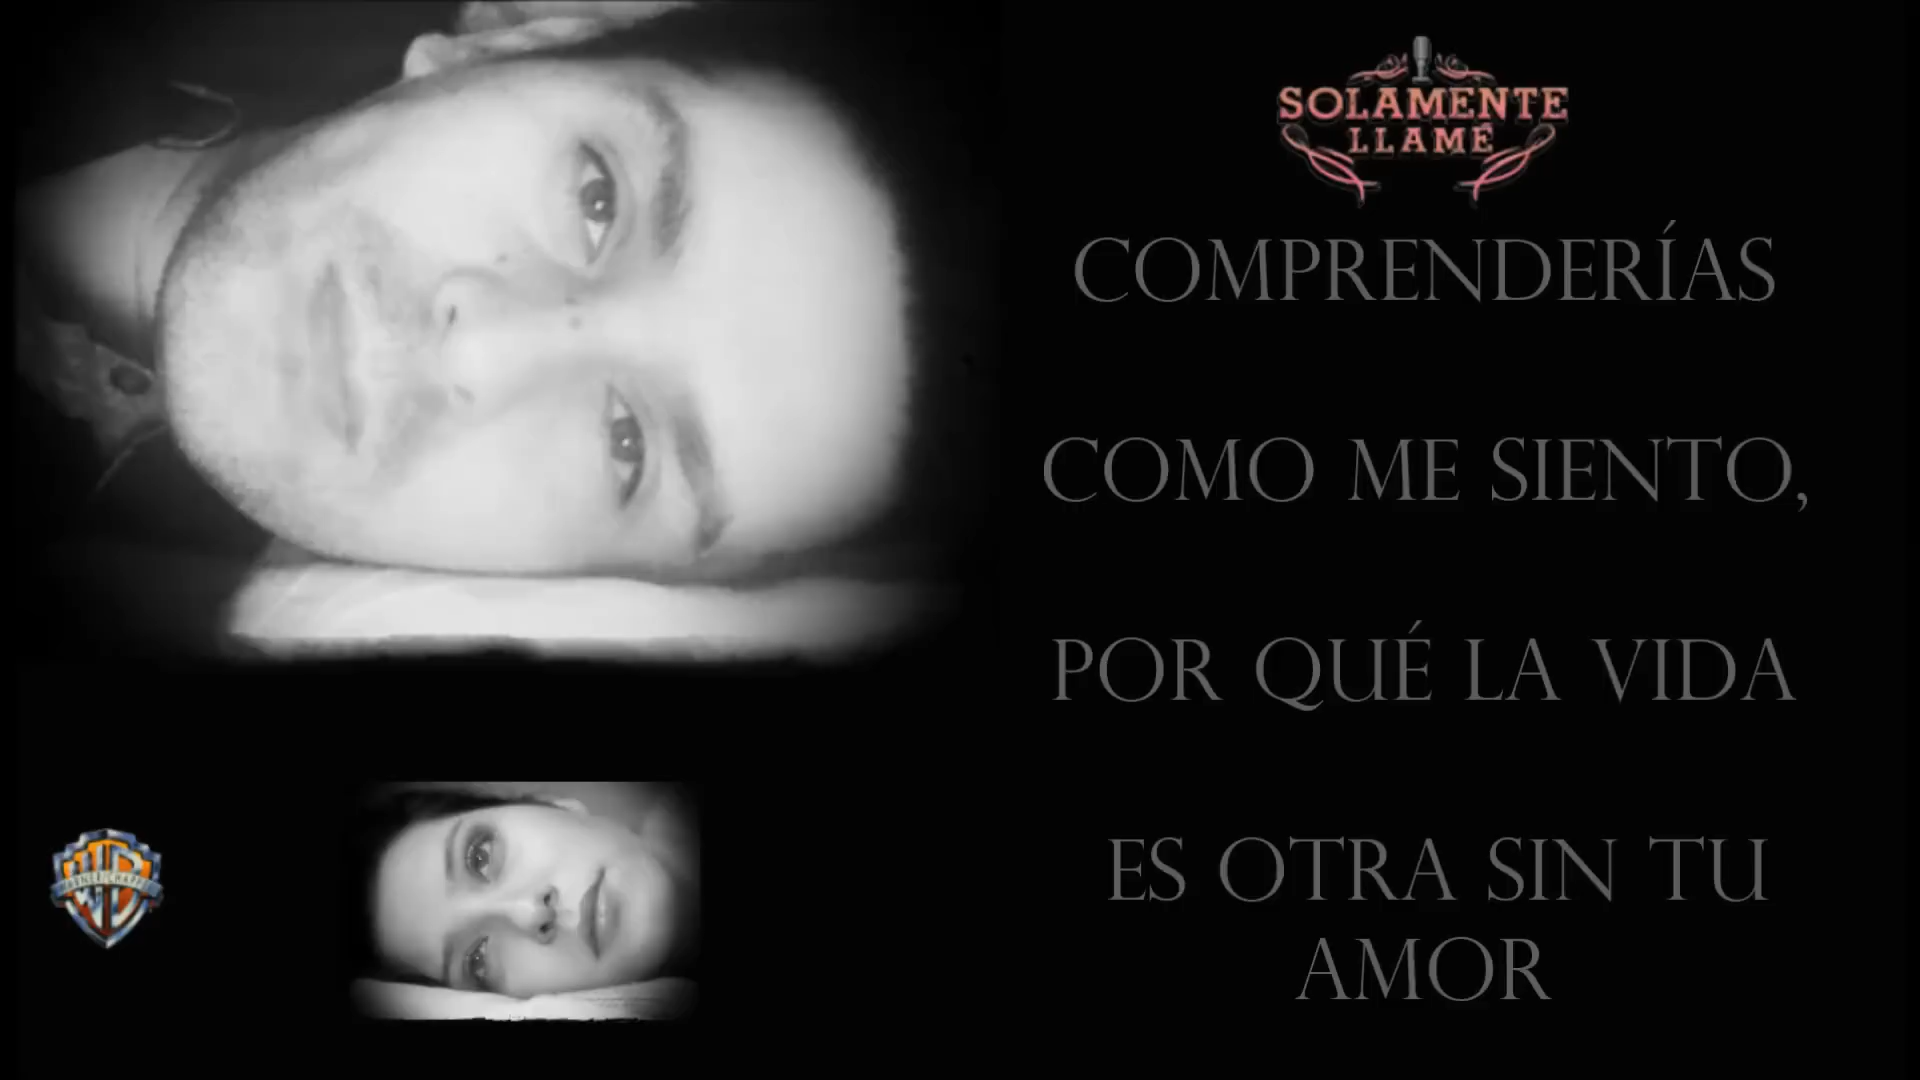 SOLAMENTE
LLAMÉ
COMPRENDERÍAS
COMO ME SIENTO,
POR QUÉ LA VIDA
ES OTRA SIN TU
AMOR